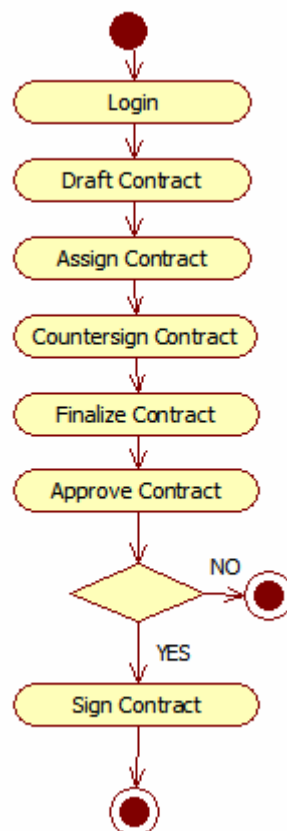 Login
Draft Contract
Assign Contract
Countersign Contract
Finalize Contract
Approve Contract
NO
YES
Sign Contract